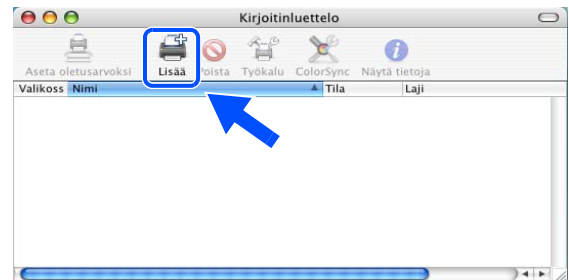 Kirjoitinluettelo
Aseta oletusarvoksi Lisää Poista Työkalu ColorSync Näytä tietoja
Valikoss Nimi Tila Laji